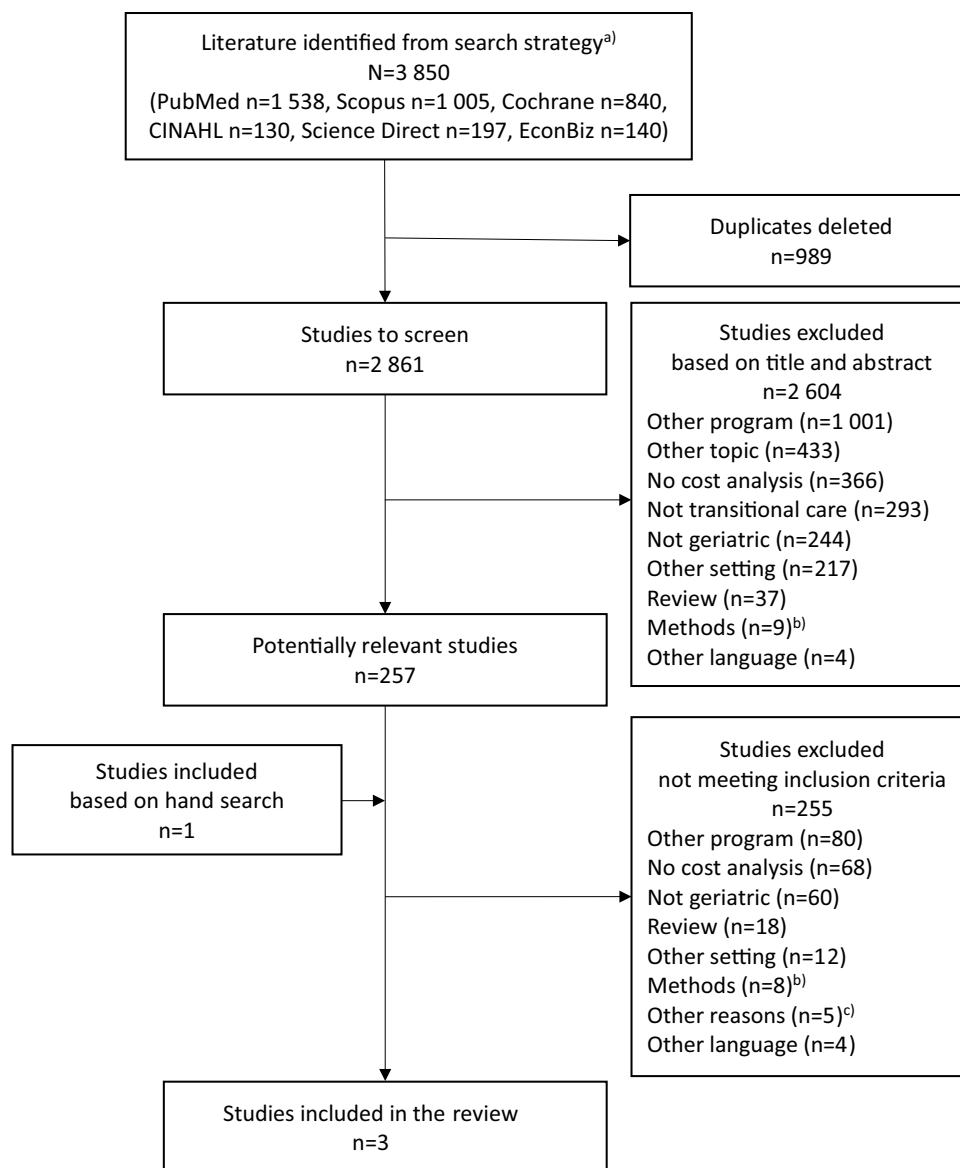 Literature identified from search strategya)
N=3 850
(PubMed n=1 538, Scopus n=1 005, Cochrane n=840,
CINAHL n=130, Science Direct n=197, EconBiz n=140)
Duplicates deleted
n=989
Studies to screen
n=2 861
Studies excluded
based on title and abstract
n=2 604
Other program (n=1 001)
Other topic (n=433)
No cost analysis (n=366)
Not transitional care (n=293)
Not geriatric (n=244)
Other setting (n=217)
Review (n=37)
Methods (n=9)b)
Other language (n=4)
Potentially relevant studies
n=257
Studies included
based on hand search
n=1
Studies excluded
not meeting inclusion criteria
n=255
Other program (n=80)
No cost analysis (n=68)
Not geriatric (n=60)
Review (n=18)
Other setting (n=12)
Methods (n=8)b)
Other reasons (n=5)c)
Other language (n=4)
Studies included in the review
n=3